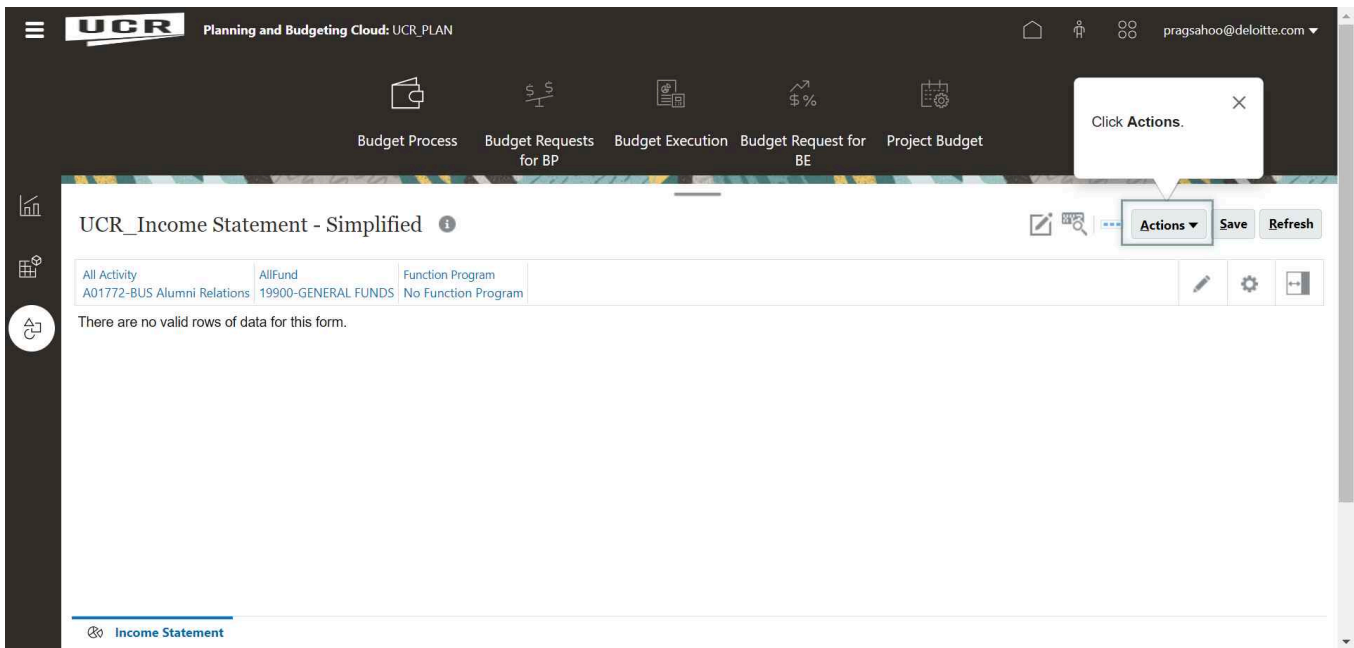 UCR Planning and Budgeting Cloud: UCR_PLAN pragsahoo@deloitte.com
Budget Process Budget Requests for BP Budget Execution Budget Request for BE Project Budget
Click Actions.
UCR_Income Statement - Simplified Actions Save Refresh
All Activity AllFund Function Program
A01772-BUS Alumni Relations 19900-GENERAL FUNDS No Function Program
There are no valid rows of data for this form.
Income Statement